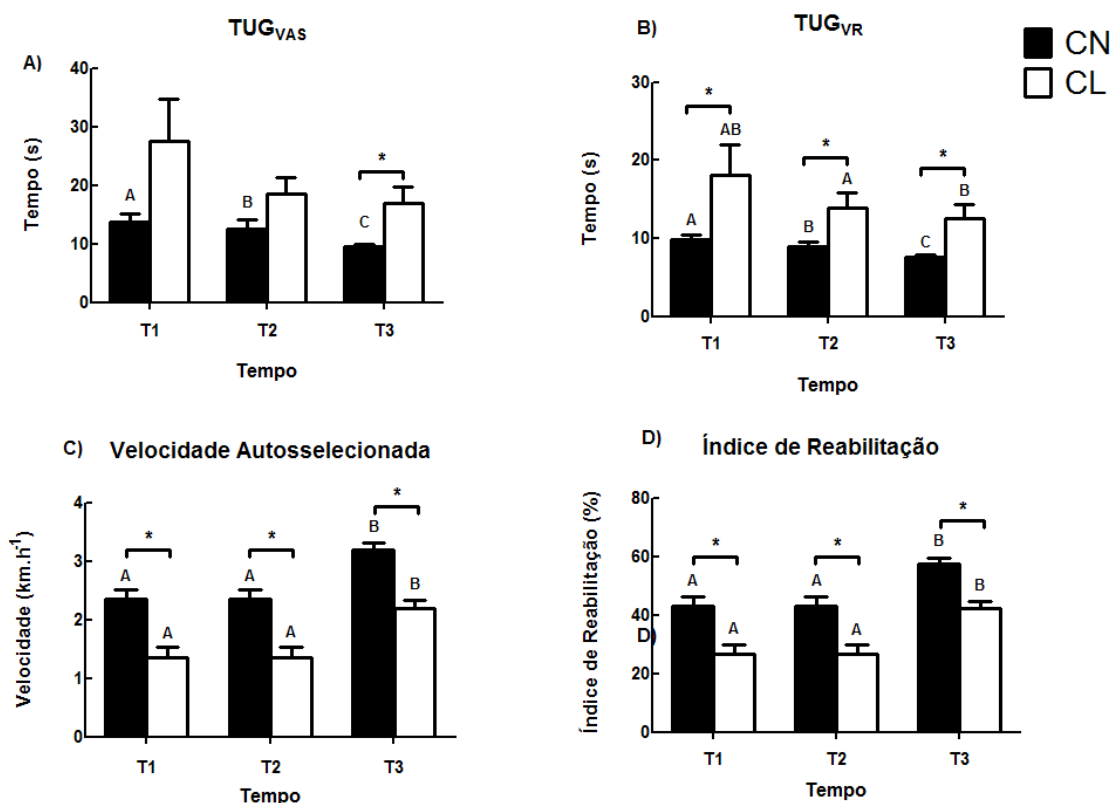 TUGVAS
A)
Tempo (s)
40
30
20
10
0
A
B
C
*
T1 T2 T3
Tempo
TUGVR
B)
CN
CL
Tempo (s)
30
20
10
0
*
*
*
A
AB
B
A
C
B
T1 T2 T3
Tempo
C) Velocidade Autosselecionada
Velocidade (km.h-1)
4
3
2
1
0
*
*
*
A
A
A
A
B
B
T1 T2 T3
Tempo
D) Índice de Reabilitação
Índice de Reabilitação (%)
80
60
40
20
0
D)
*
*
*
A
A
A
A
B
B
T1 T2 T3
Tempo